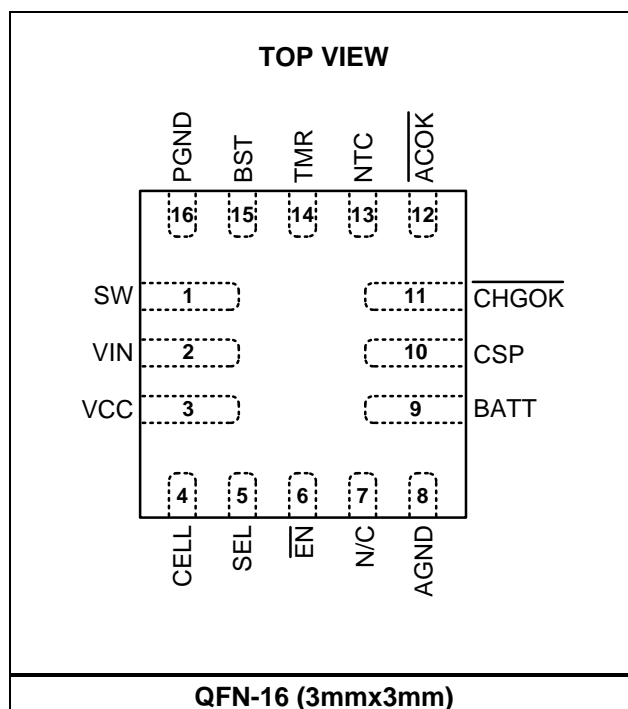 TOP VIEW
PGND BST TMR NTC ACOK
16 15 14 13 12
SW 1 11 CHGOK
VIN 2 10 CSP
VCC 3 9 BATT
4 5 6 7 8
CELL SEL EN N/C AGND
QFN-16 (3mmx3mm)